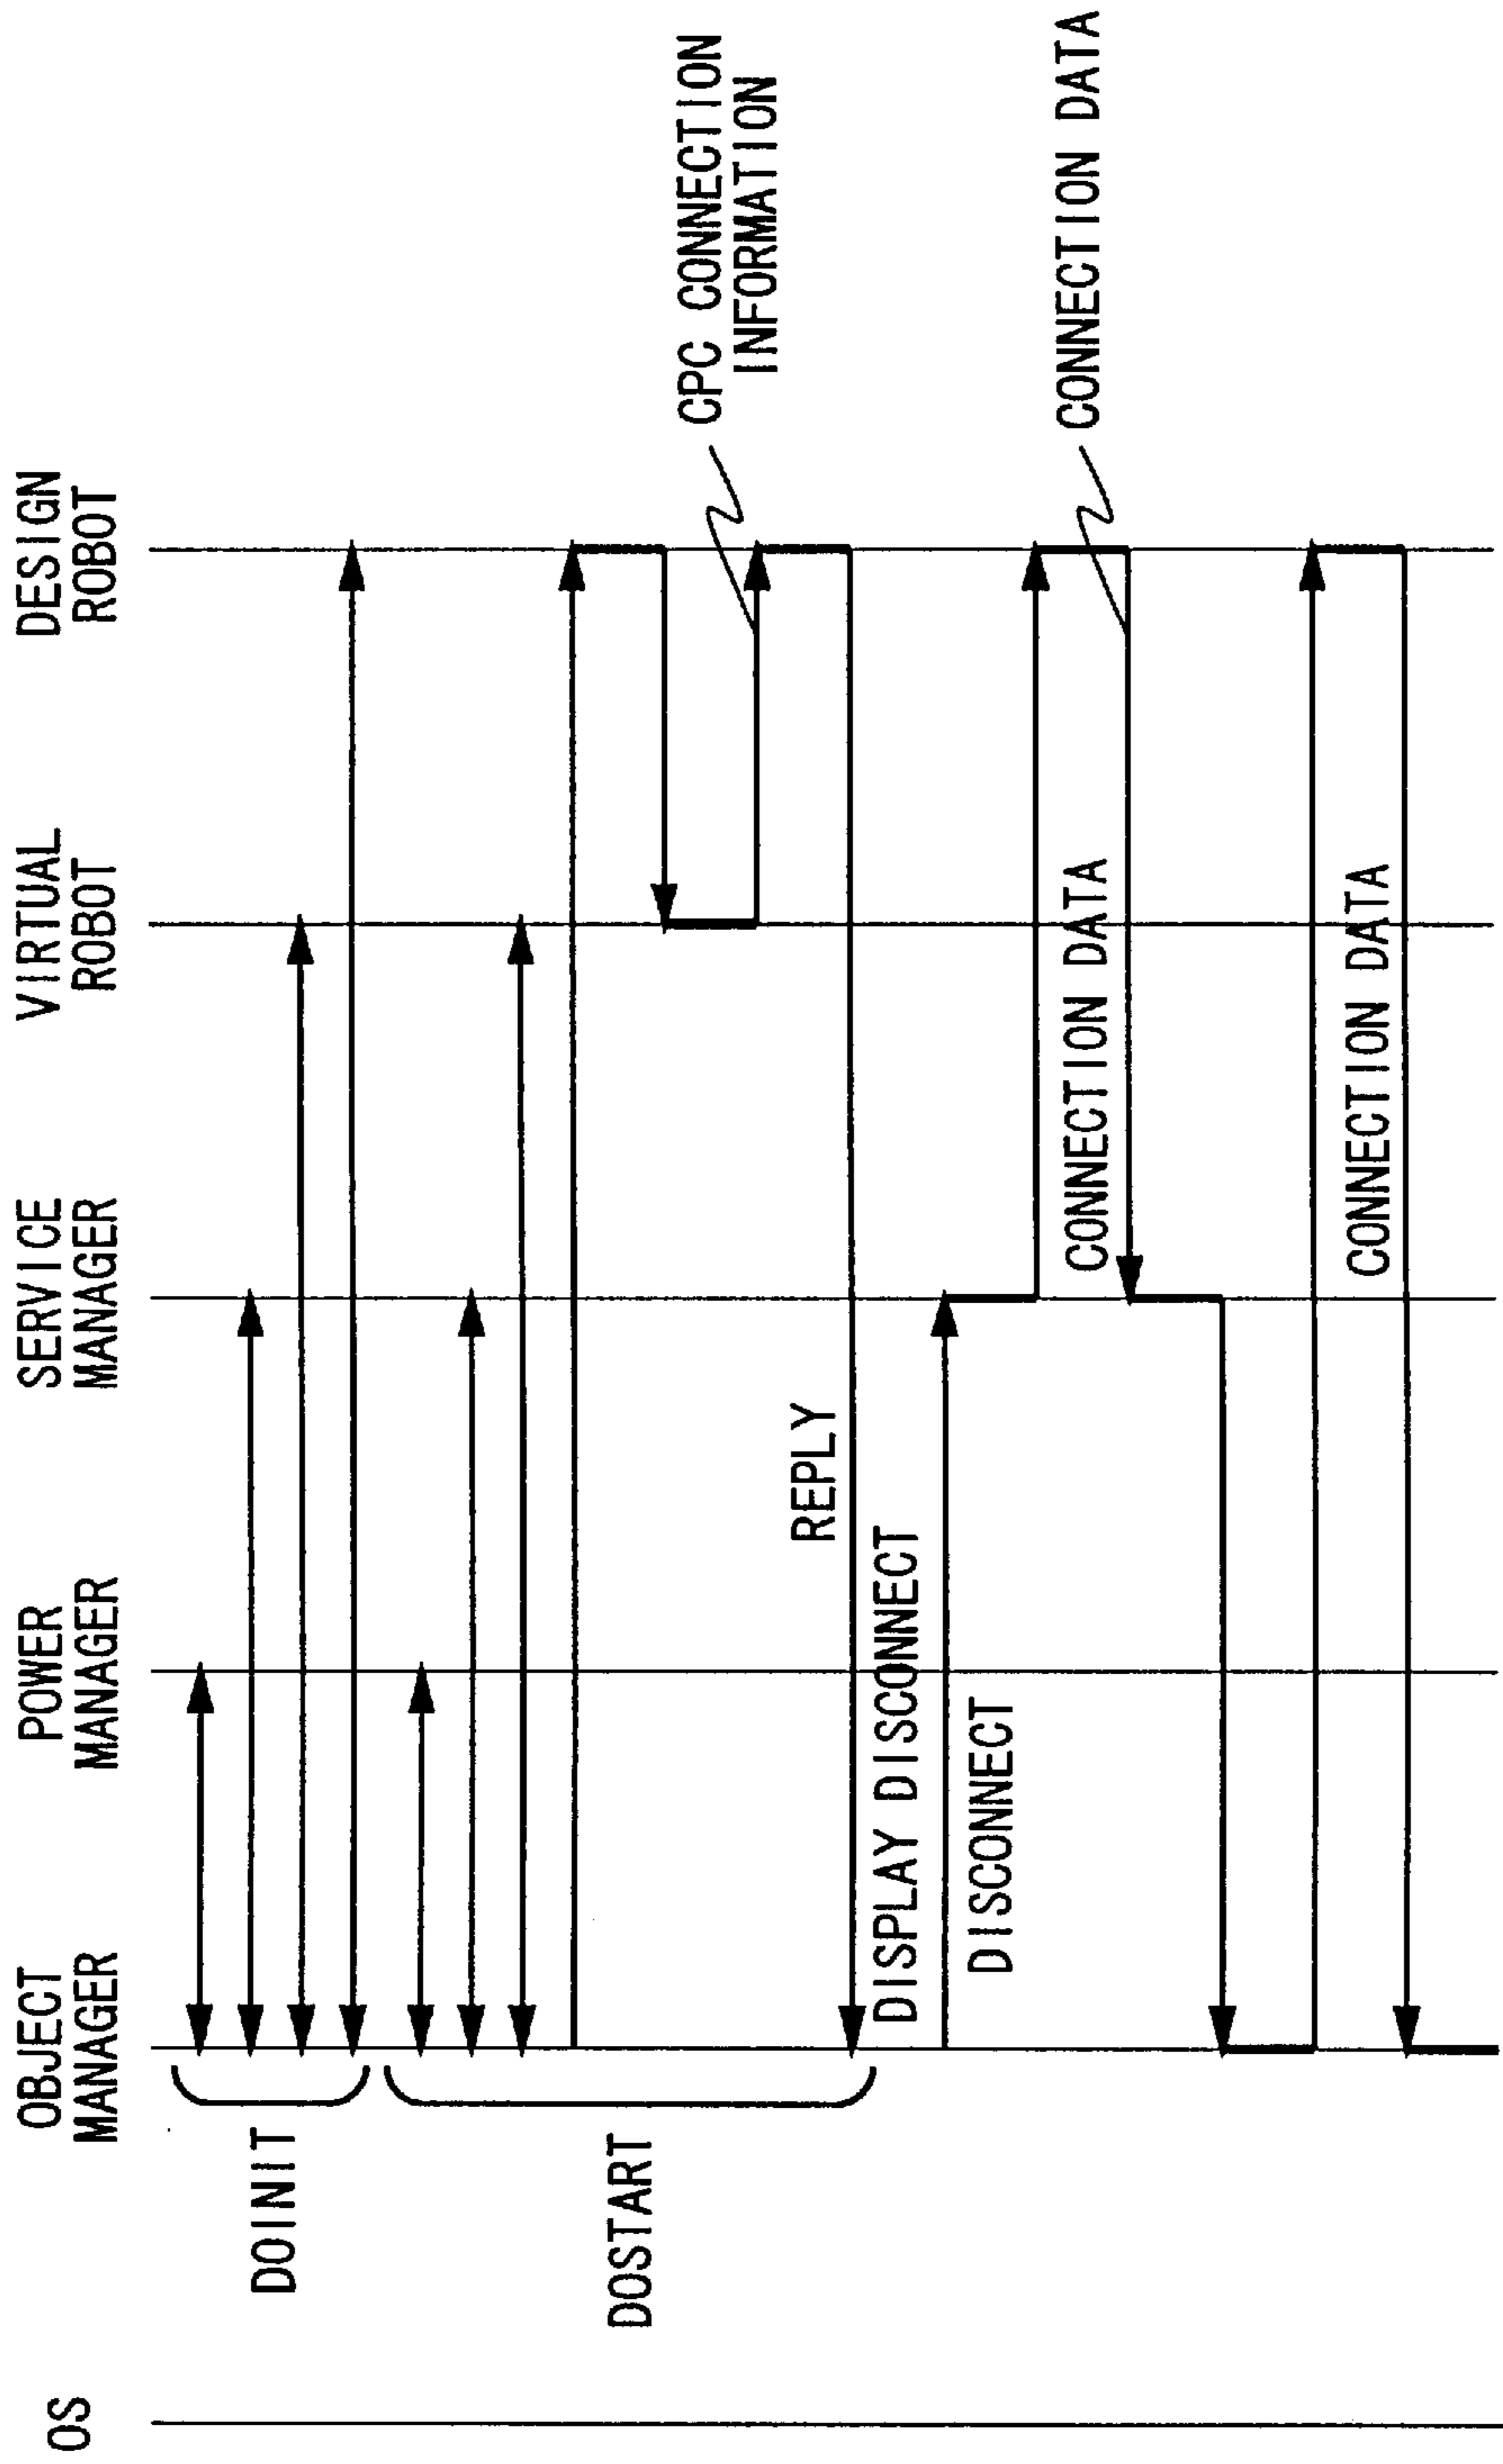 OS
OBJECT
MANAGER
POWER
MANAGER
SERVICE
MANAGER
VIRTUAL
ROBOT
DESIGN
ROBOT
DOINIT
DOSTART
CPC CONNECTION
INFORMATION
REPLY
DISPLAY DISCONNECT
DISCONNECT
CONNECTION DATA
CONNECTION DATA
CONNECTION DATA